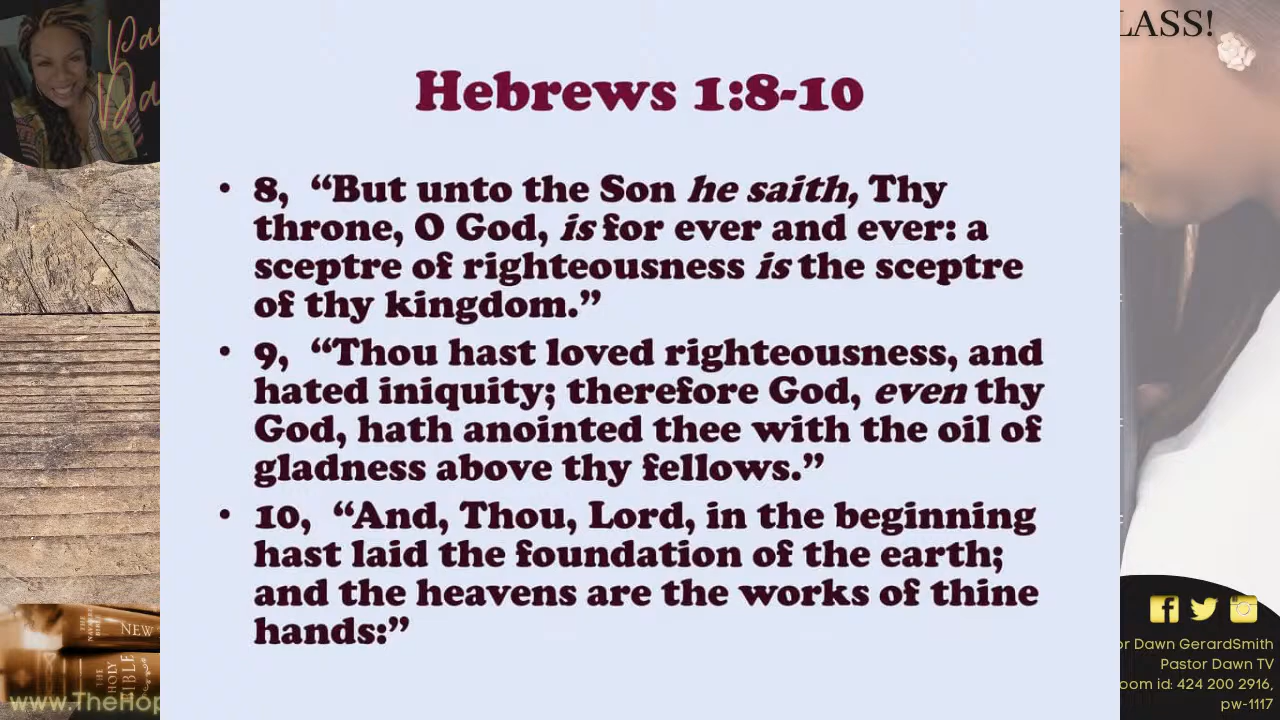 Hebrews 1:8-10
• 8, “But unto the Son he saith, Thy
throne, O God, is for ever and ever: a
sceptre of righteousness is the sceptre
of thy kingdom.”
• 9, “Thou hast loved righteousness, and
hated iniquity; therefore God, even thy
God, hath anointed thee with the oil of
gladness above thy fellows.”
• 10, “And, Thou, Lord, in the beginning
hast laid the foundation of the earth;
and the heavens are the works of thine
hands:”
LASS!
NEW
THE
HOLY
BIBLE
www.TheHop
or Dawn GerardSmith
Pastor Dawn TV
oom id: 424 200 2916,
pw-1117